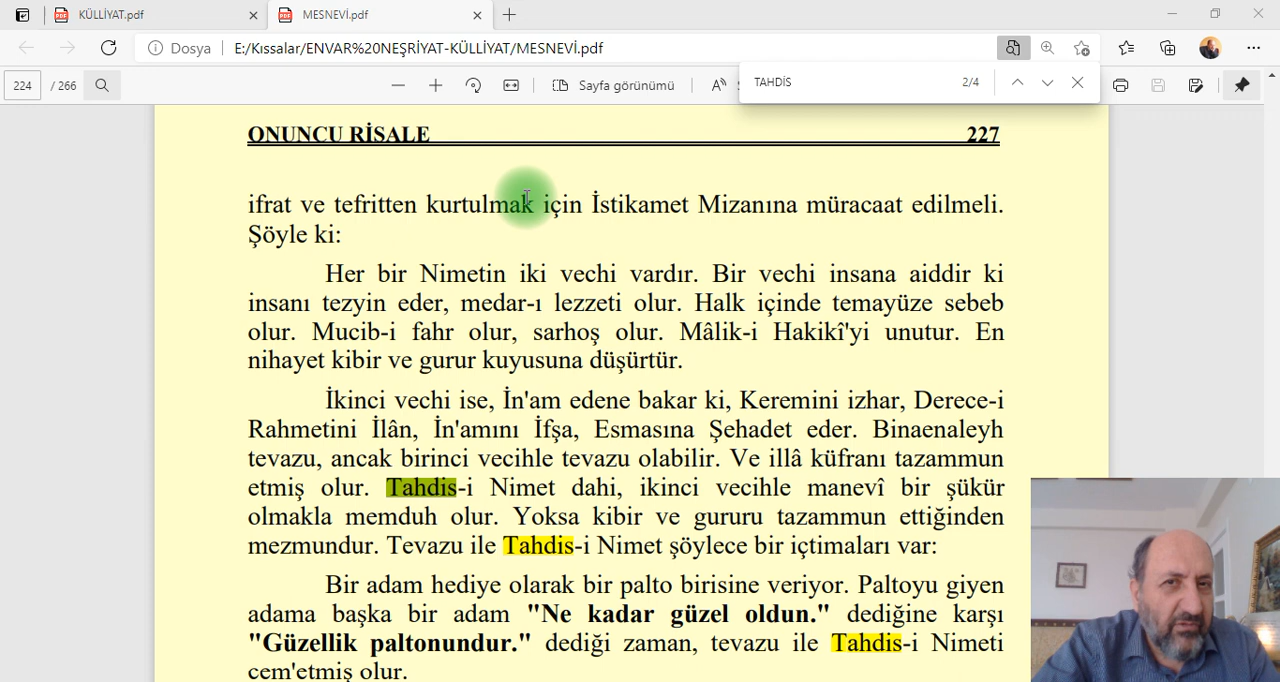 KÜLLİYAT.pdf
MESNEVİ.pdf
Dosya E:/Kıssalar/ENVAR%20NEŞRİYAT-KÜLLİYAT/MESNEVİ.pdf
224 / 266
Sayfa görünümü
TAHDİS 2/4
ONUNCU RİSALE 227
ifrat ve tefritten kurtulmak için İstikamet Mizanına müracaat edilmeli.
Şöyle ki:
Her bir Nimetin iki vechi vardır. Bir vechi insana aiddir ki
insanı tezyin eder, medar-ı lezzeti olur. Halk içinde temayüze sebeb
olur. Mucib-i fahr olur, sarhoş olur. Mâlik-i Hakikî'yi unutur. En
nihayet kibir ve gurur kuyusuna düşürtür.
İkinci vechi ise, İn'am edene bakar ki, Keremini izhar, Derece-i
Rahmetini İlân, İn'amını İfşa, Esmasına Şehadet eder. Binaenaleyh
tevazu, ancak birinci vecihle tevazu olabilir. Ve illâ küfranı tazammun
etmiş olur. Tahdis-i Nimet dahi, ikinci vecihle manevî bir şükür
olmakla memduh olur. Yoksa kibir ve gururu tazammun ettiğinden
mezmundur. Tevazu ile Tahdis-i Nimet şöylece bir içtimaları var:
Bir adam hediye olarak bir palto birisine veriyor. Paltoyu giyen
adama başka bir adam "Ne kadar güzel oldun." dediğine karşı
"Güzellik paltonundur." dediği zaman, tevazu ile Tahdis-i Nimeti
cem'etmiş olur.